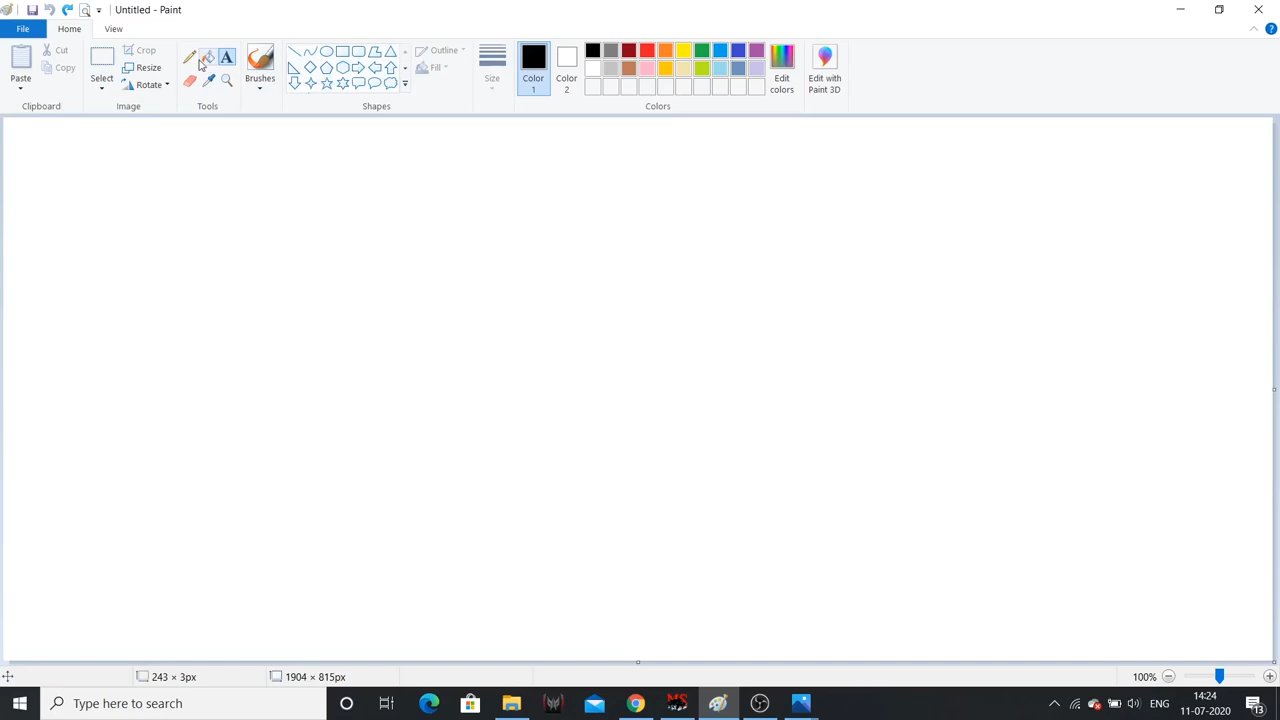 Untitled - Paint
File Home View
Paste
Cut
Copy
Clipboard
Select
Crop
Resize
Rotate
Image
A
Tools
Brushes
Shapes
Outline
Fill
Size
Color 1
Color 2
Colors
Edit colors
Edit with Paint 3D
243 × 3px
1904 × 815px
100%
Type here to search
MS
ENG
14:24
11-07-2020
13